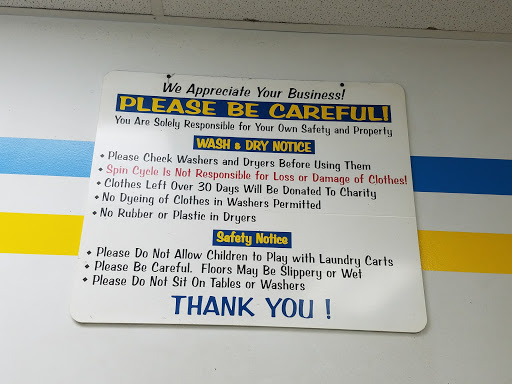 We Appreciate Your Business!
PLEASE BE CAREFUL!
You Are Solely Responsible for Your Own Safety and Property
WASH & DRY NOTICE
• Please Check Washers and Dryers Before Using Them
• Spin Cycle Is Not Responsible for Loss or Damage of Clothes!
• Clothes Left Over 30 Days Will Be Donated To Charity
• No Dyeing of Clothes in Washers Permitted
• No Rubber or Plastic in Dryers
Safety Notice
• Please Do Not Allow Children to Play with Laundry Carts
• Please Be Careful. Floors May Be Slippery or Wet
• Please Do Not Sit On Tables or Washers
THANK YOU !